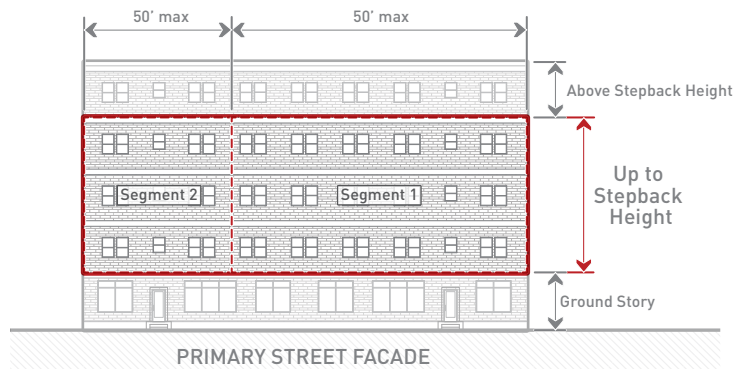 50’ max
50’ max
Above Stepback Height
Segment 2
Segment 1
Up to
Stepback
Height
Ground Story
PRIMARY STREET FACADE